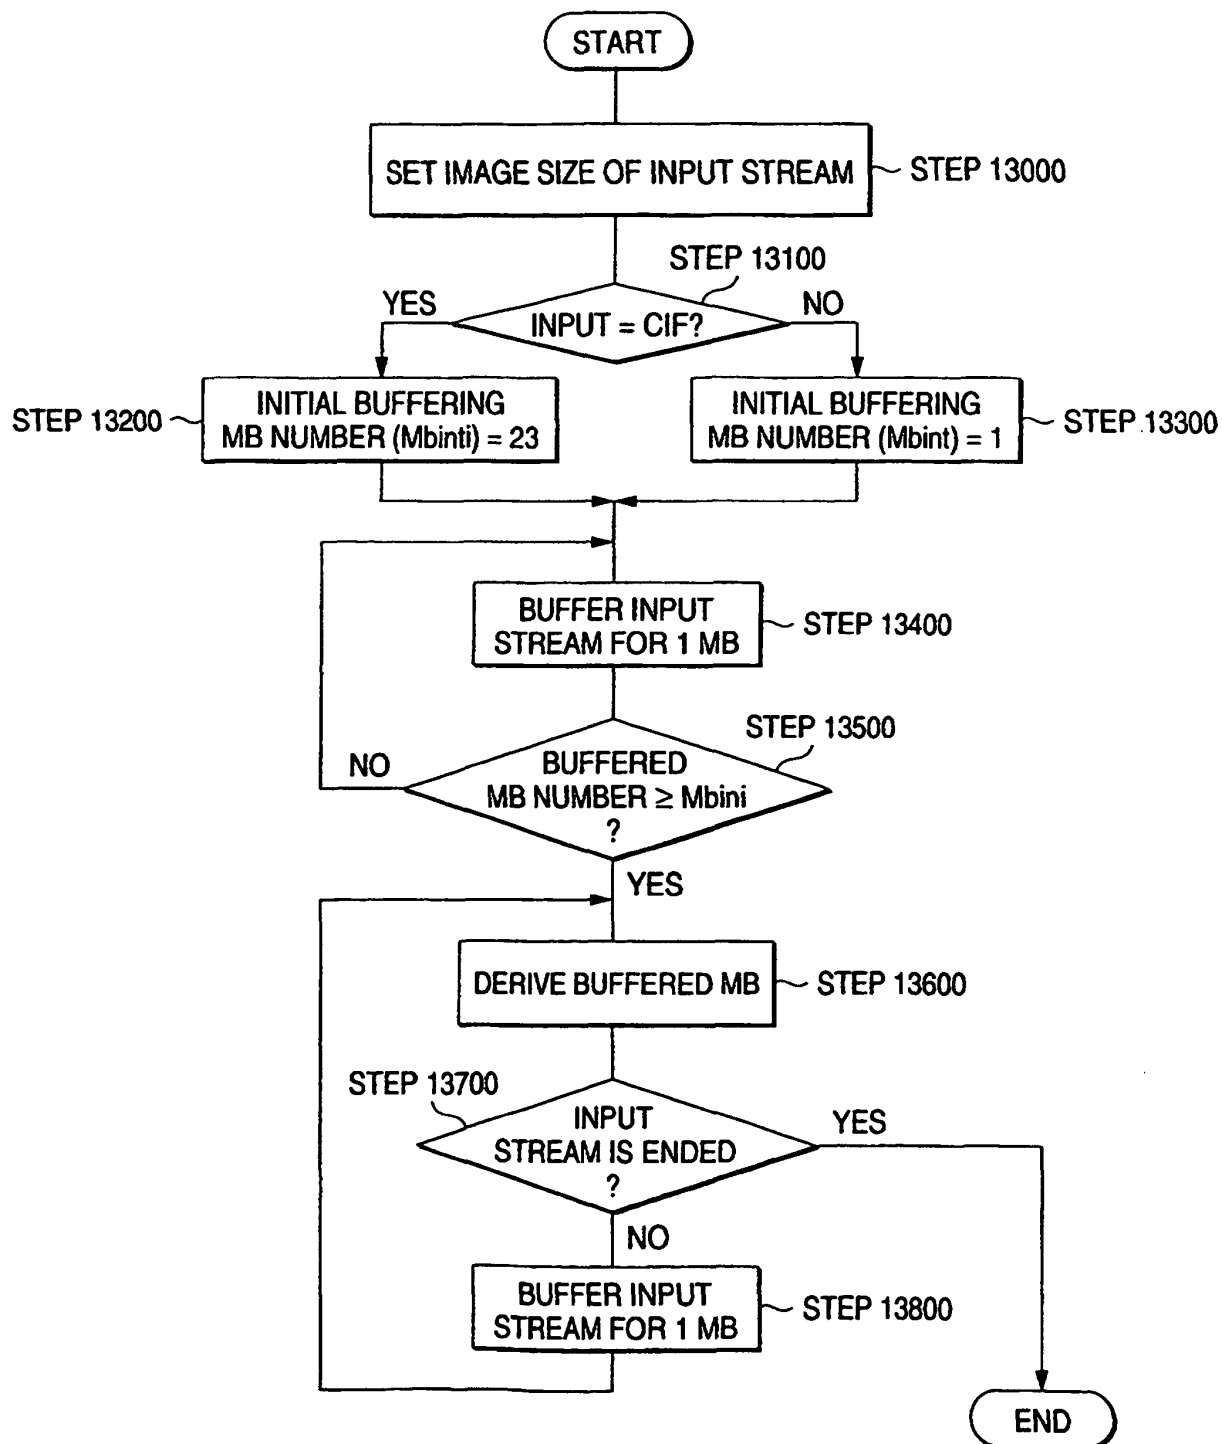 START
SET IMAGE SIZE OF INPUT STREAM
STEP 13000
STEP 13100
YES
INPUT = CIF?
NO
STEP 13200
INITIAL BUFFERING
MB NUMBER (Mbinti) = 23
INITIAL BUFFERING
MB NUMBER (Mbint) = 1
STEP 13300
BUFFER INPUT
STREAM FOR 1 MB
STEP 13400
STEP 13500
NO
BUFFERED
MB NUMBER ≥ Mbini
?
YES
DERIVE BUFFERED MB
STEP 13600
STEP 13700
INPUT
STREAM IS ENDED
?
YES
NO
BUFFER INPUT
STREAM FOR 1 MB
STEP 13800
END